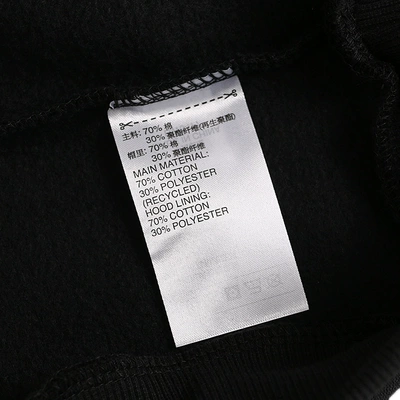 主料: 70% 棉
30% 聚酯纤维(再生聚酯)
帽里: 70% 棉
30% 聚酯纤维
MAIN MATERIAL:
70% COTTON
30% POLYESTER
(RECYCLED)
HOOD LINING:
70% COTTON
30% POLYESTER